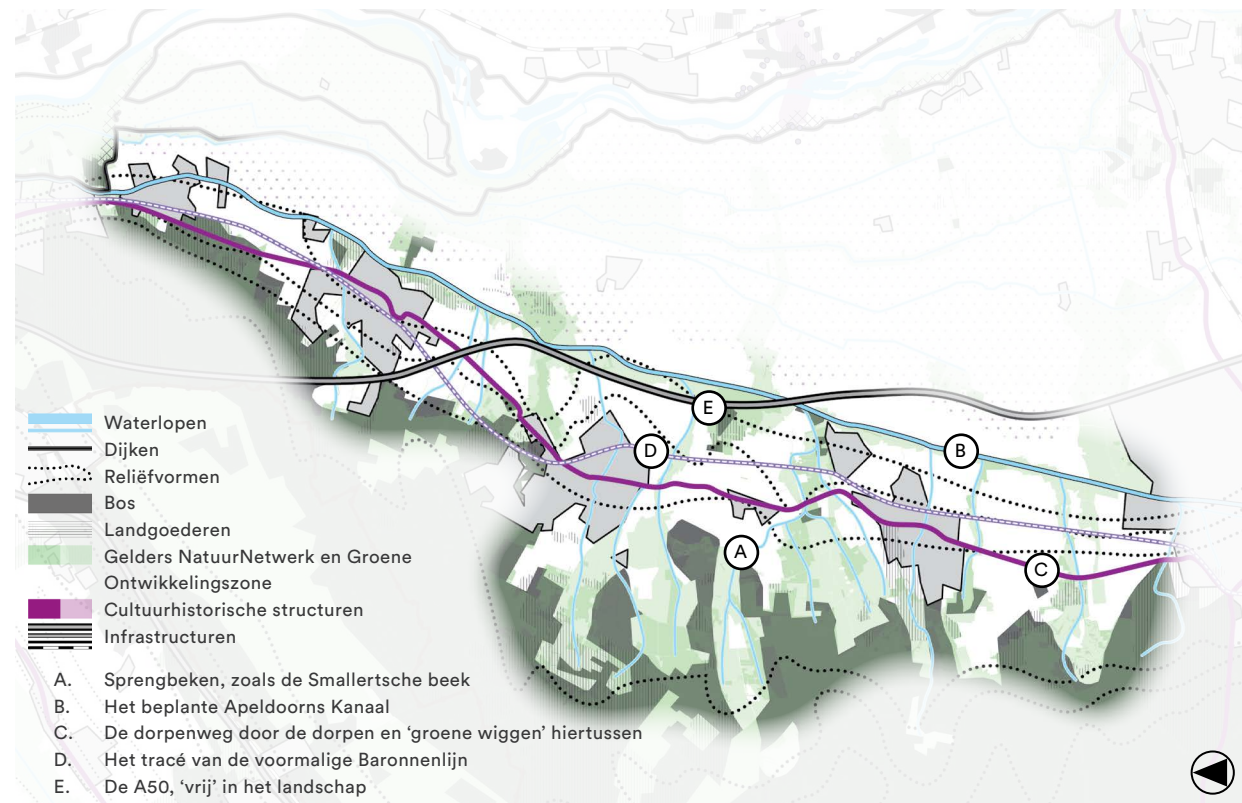 E
D
B
A
C
Waterlopen
Dijken
Reliëfvormen
Bos
Landgoederen
Gelders NatuurNetwerk en Groene
Ontwikkelingszone
Cultuurhistorische structuren
Infrastructuren
A. Sprengbeken, zoals de Smallertsche beek
B. Het beplante Apeldoorns Kanaal
C. De dorpenweg door de dorpen en ‘groene wiggen’ hiertussen
D. Het tracé van de voormalige Baronnenlijn
E. De A50, ‘vrij’ in het landschap